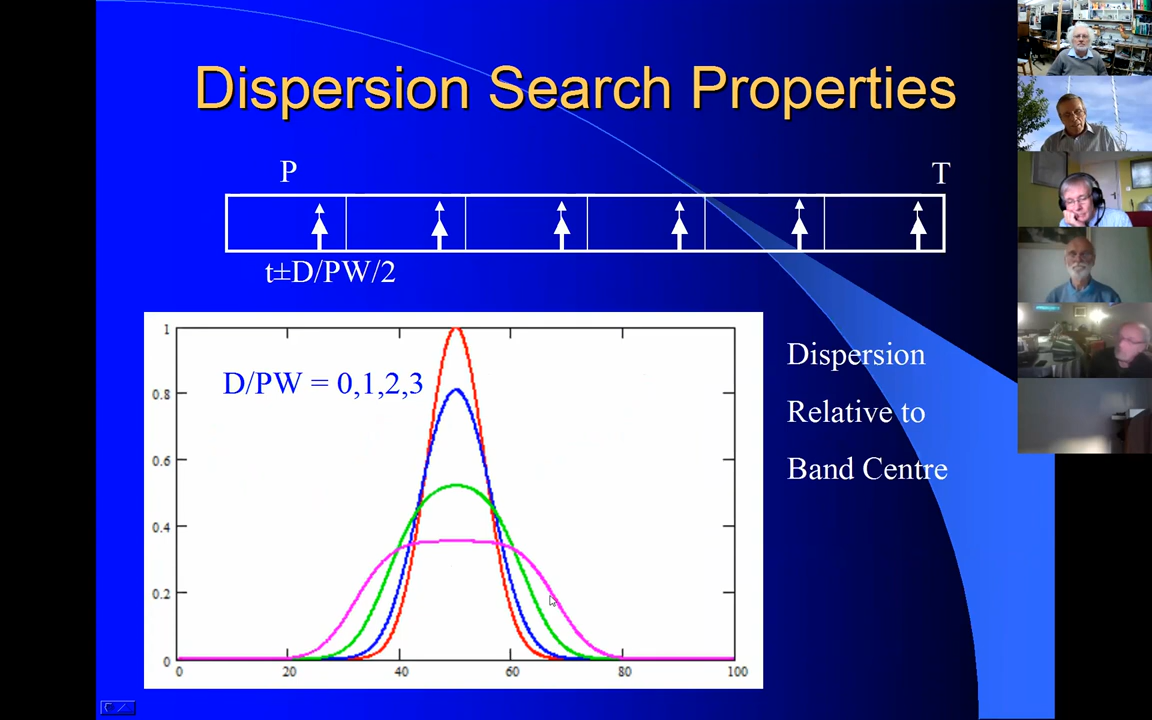 Dispersion Search Properties
P
T
t±D/PW/2
D/PW = 0,1,2,3
1
0.8
0.6
0.4
0.2
0
0 20 40 60 80 100
Dispersion
Relative to
Band Centre